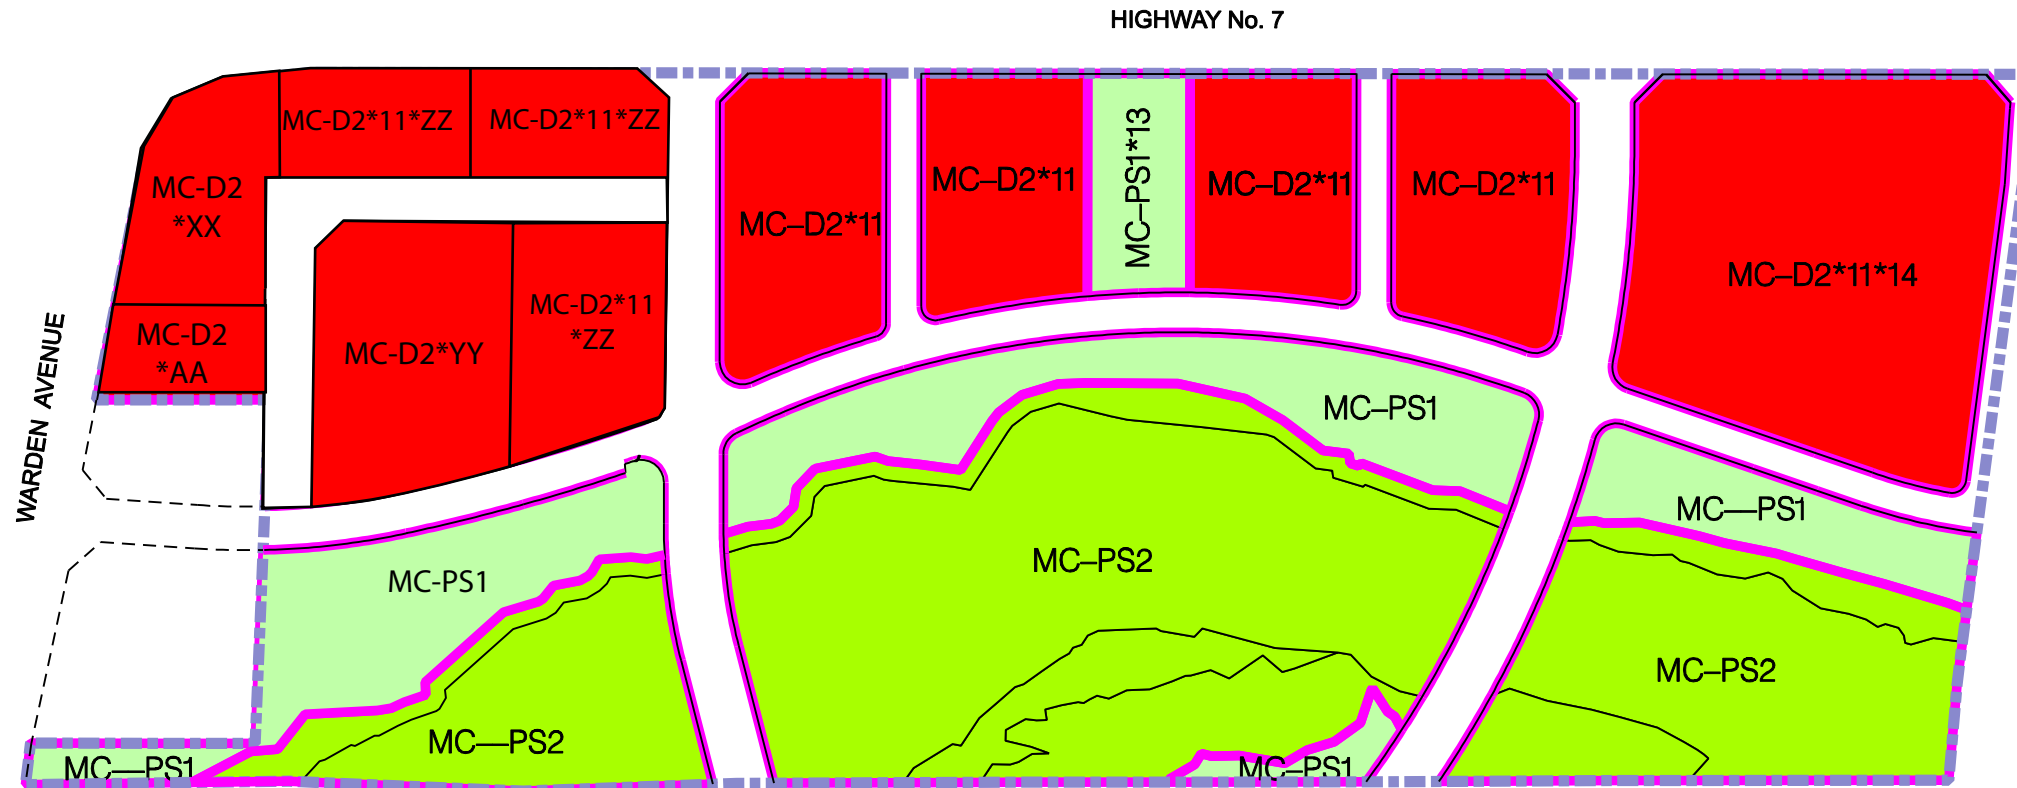 HIGHWAY No. 7
MC-D2*11*ZZ
MC-D2*11*ZZ
MC-D2
*XX
MC–D2*11
MC–D2*11
MC–PS1*13
MC–D2*11
MC–D2*11
MC–D2*11*14
MC-D2
*AA
MC-D2*YY
MC-D2*11
*ZZ
WARDEN AVENUE
MC–PS1
MC—PS1
MC–PS2
MC-PS1
MC–PS2
MC—PS2
MC—PS1
MC–PS1